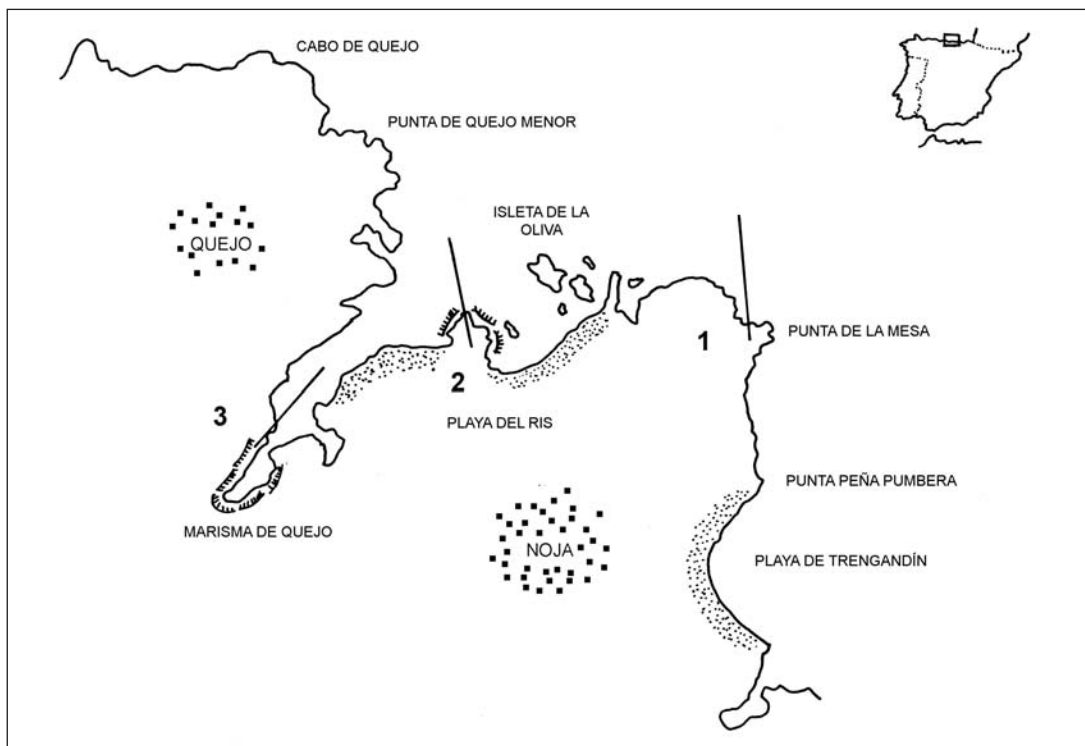 CABO DE QUEJO
PUNTA DE QUEJO MENOR
ISLETA DE LA
OLIVA
QUEJO
1
PUNTA DE LA MESA
2
3
PLAYA DEL RIS
PUNTA PEÑA PUMBERA
MARISMA DE QUEJO
NOJA
PLAYA DE TRENGANDÍN